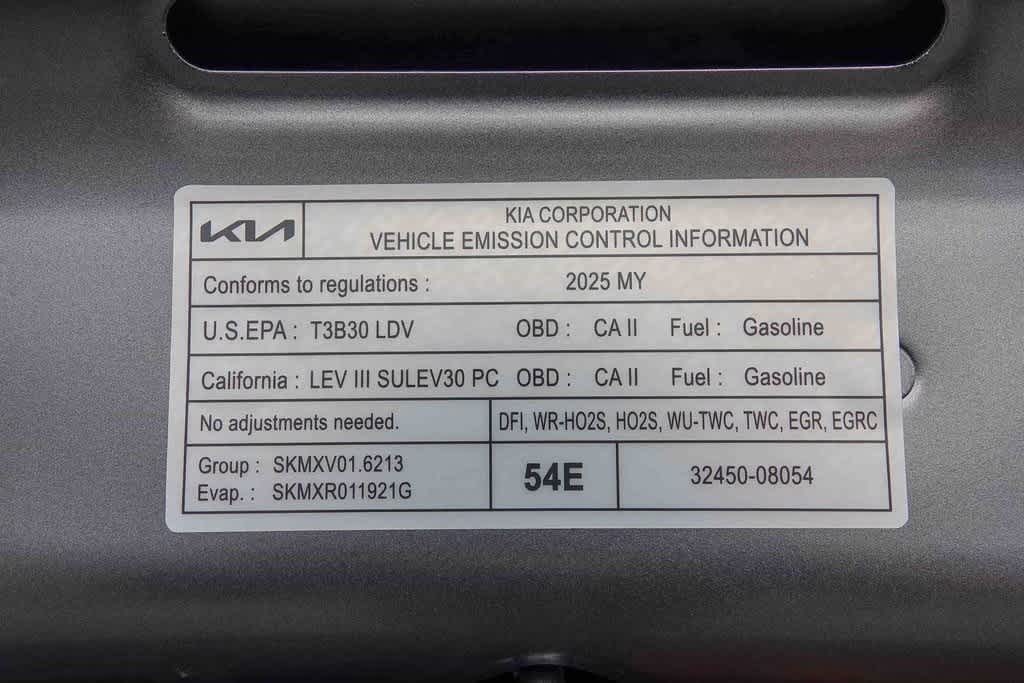 KIA
KIA CORPORATION
VEHICLE EMISSION CONTROL INFORMATION
Conforms to regulations : 2025 MY
U.S.EPA : T3B30 LDV OBD : CA II Fuel : Gasoline
California : LEV III SULEV30 PC OBD : CA II Fuel : Gasoline
No adjustments needed. DFI, WR-HO2S, HO2S, WU-TWC, TWC, EGR, EGRC
Group : SKMXV01.6213
Evap. : SKMXR011921G
54E
32450-08054